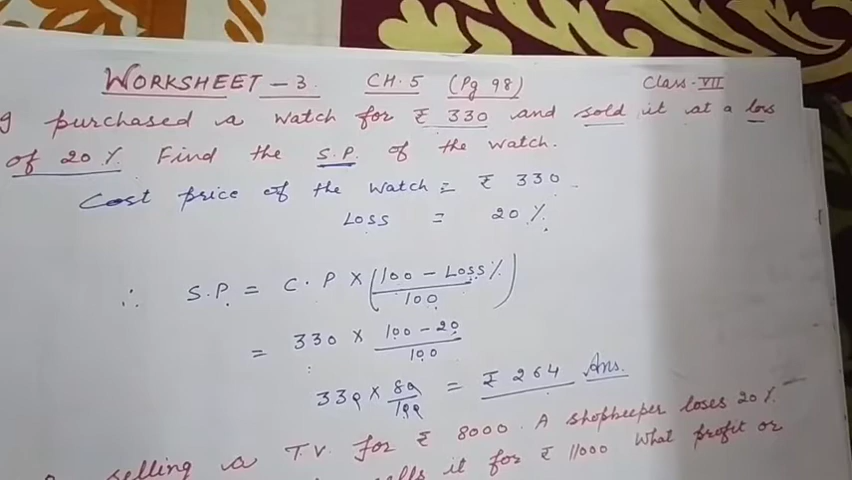 WORKSHEET - 3. CH.5 (Pg 98) Class-VII
g purchased a watch for ₹ 330 and sold it at a loss
of 20 %. Find the S.P. of the watch.
Cost price of the watch = ₹ 330
Loss = 20 %.
∴ S.P. = C.P × (100 - Loss% / 100)
= 330 × 100 - 20 / 100
330 × 80 / 100 = ₹ 264 Ans.
selling a T.V. for ₹ 8000. A shopkeeper loses 20 %.
it for ₹ 11000 What profit or